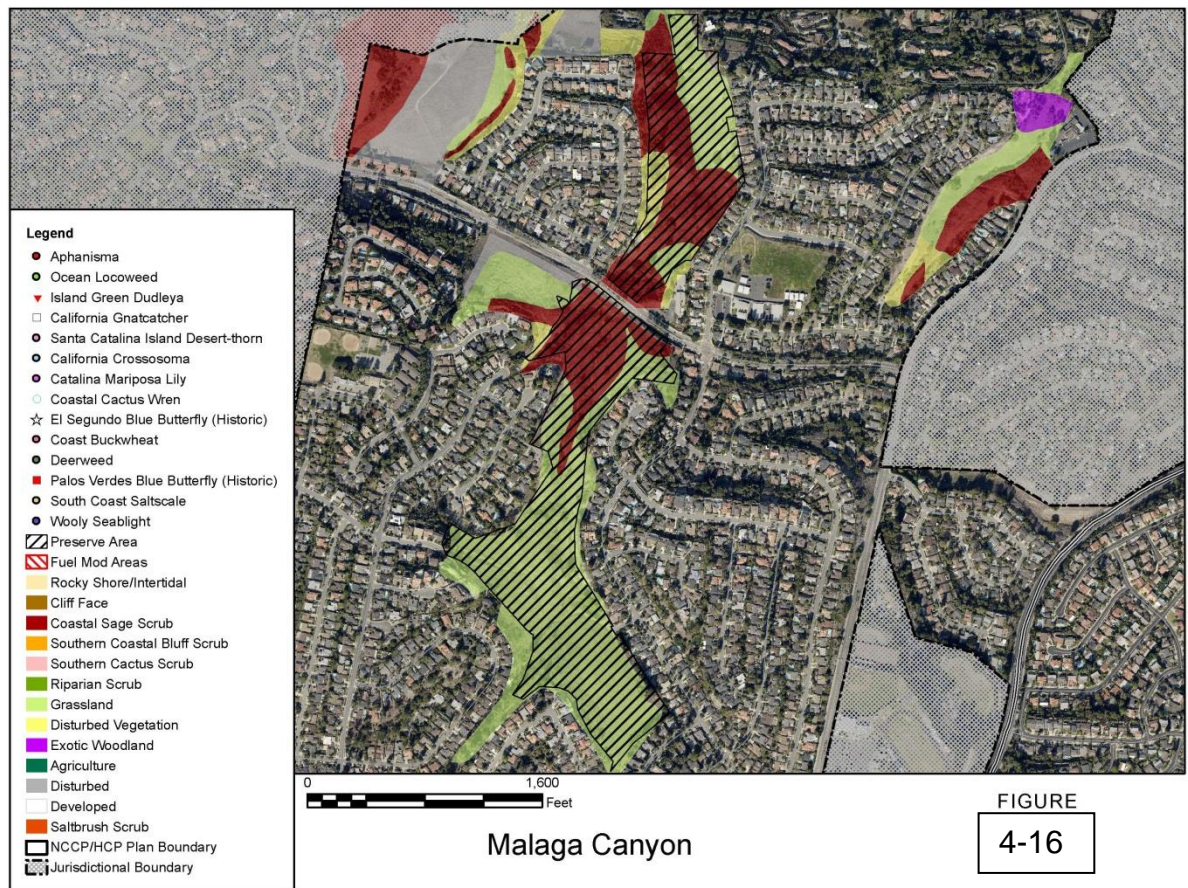 Legend
Aphanisma
Ocean Locoweed
Island Green Dudleya
California Gnatcatcher
Santa Catalina Island Desert-thorn
California Crossosoma
Catalina Mariposa Lily
Coastal Cactus Wren
El Segundo Blue Butterfly (Historic)
Coast Buckwheat
Deerweed
Palos Verdes Blue Butterfly (Historic)
South Coast Saltscale
Wooly Seablight
Preserve Area
Fuel Mod Areas
Rocky Shore/Intertidal
Cliff Face
Coastal Sage Scrub
Southern Coastal Bluff Scrub
Southern Cactus Scrub
Riparian Scrub
Grassland
Disturbed Vegetation
Exotic Woodland
Agriculture
Disturbed
Developed
Saltbrush Scrub
NCCP/HCP Plan Boundary
Jurisdictional Boundary
0 1,600
Feet
Malaga Canyon
FIGURE
4-16